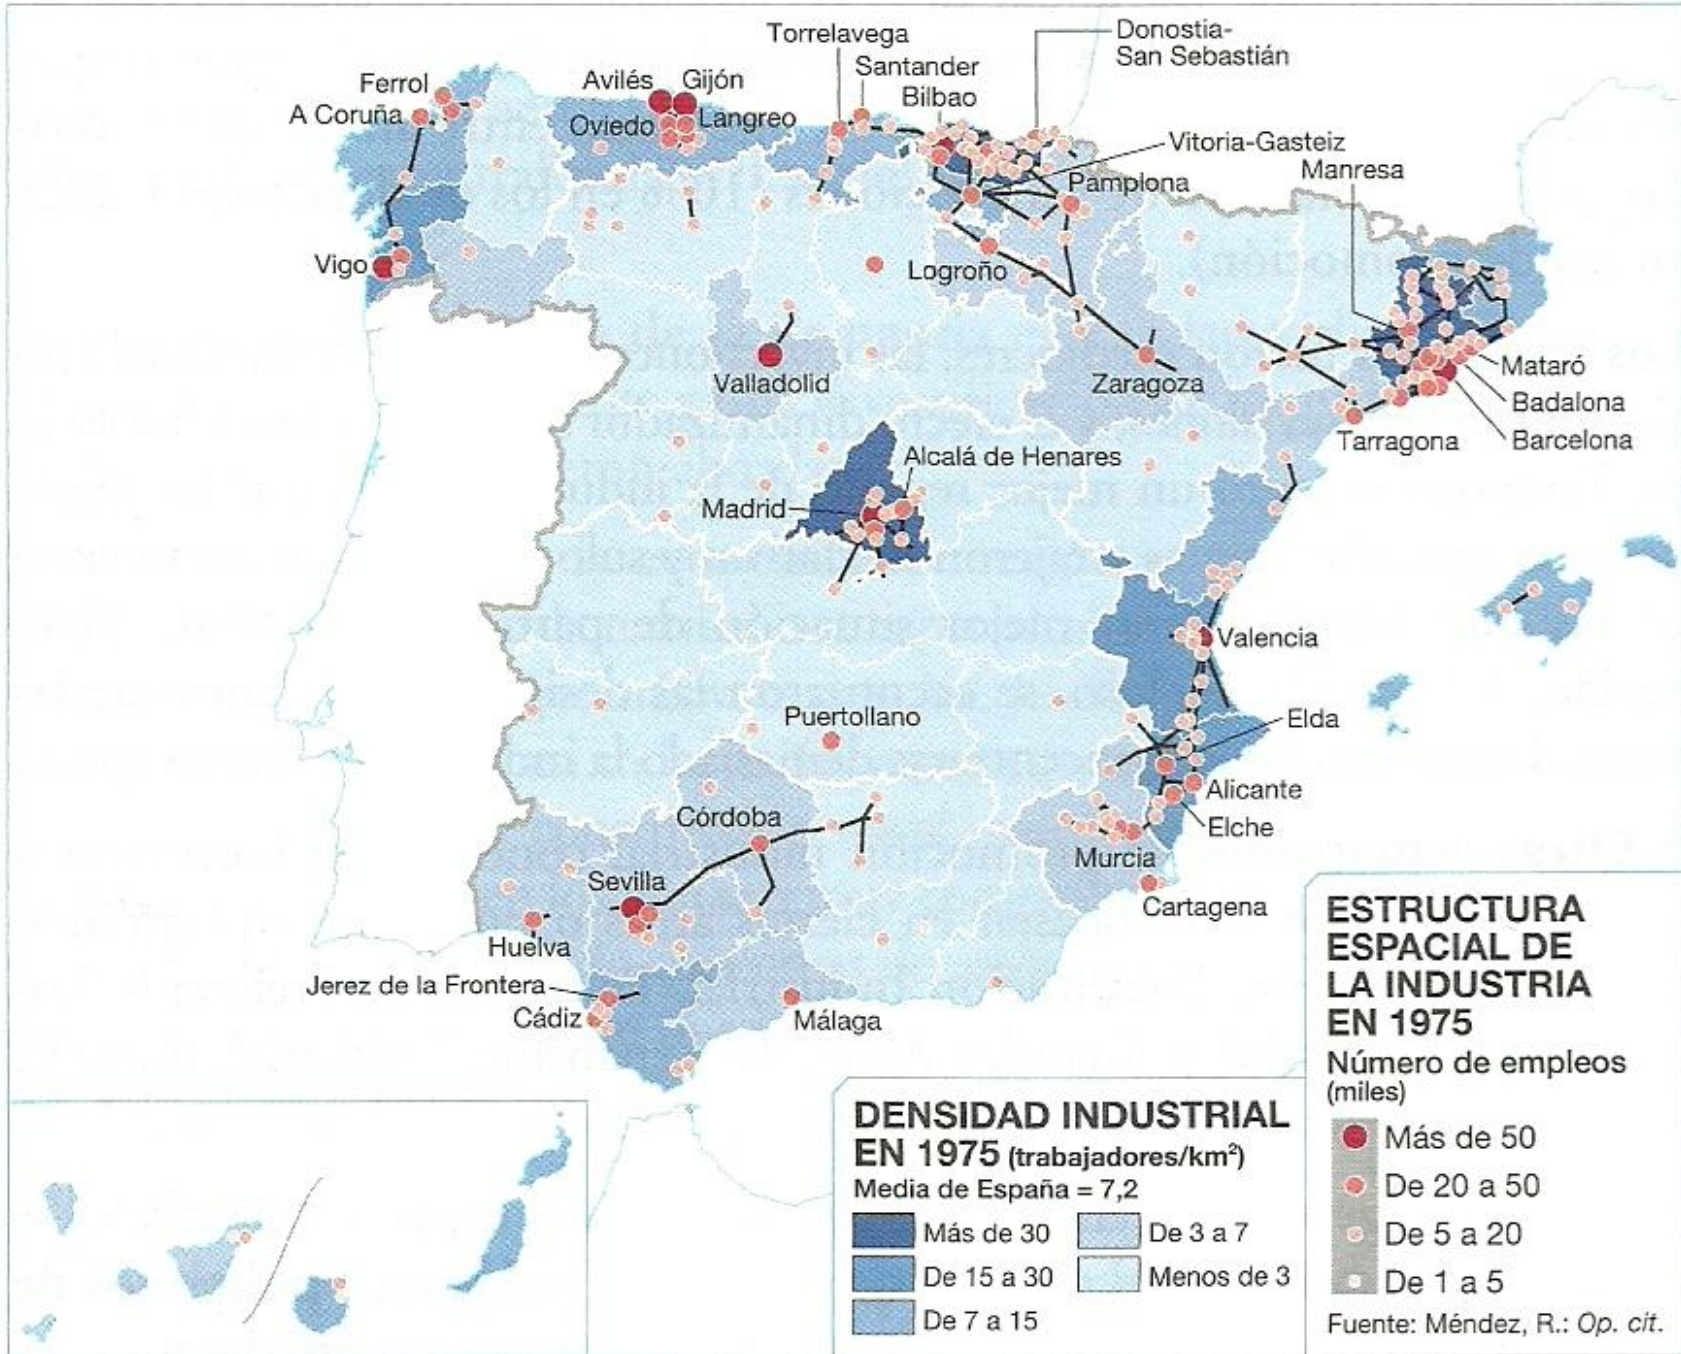 Torrelavega
Donostia-
San Sebastián
Santander
Bilbao
Ferrol
A Coruña
Avilés
Gijón
Oviedo
Langreo
Vitoria-Gasteiz
Manresa
Pamplona
Vigo
Logroño
Valladolid
Zaragoza
Mataró
Badalona
Barcelona
Tarragona
Alcalá de Henares
Madrid
Valencia
Puertollano
Elda
Alicante
Elche
Córdoba
Murcia
Cartagena
Sevilla
Huelva
Jerez de la Frontera
Cádiz
Málaga
DENSIDAD INDUSTRIAL
EN 1975 (trabajadores/km²)
Media de España = 7,2
Más de 30
De 15 a 30
De 7 a 15
De 3 a 7
Menos de 3
ESTRUCTURA
ESPACIAL DE
LA INDUSTRIA
EN 1975
Número de empleos
(miles)
Más de 50
De 20 a 50
De 5 a 20
De 1 a 5
Fuente: Méndez, R.: Op. cit.